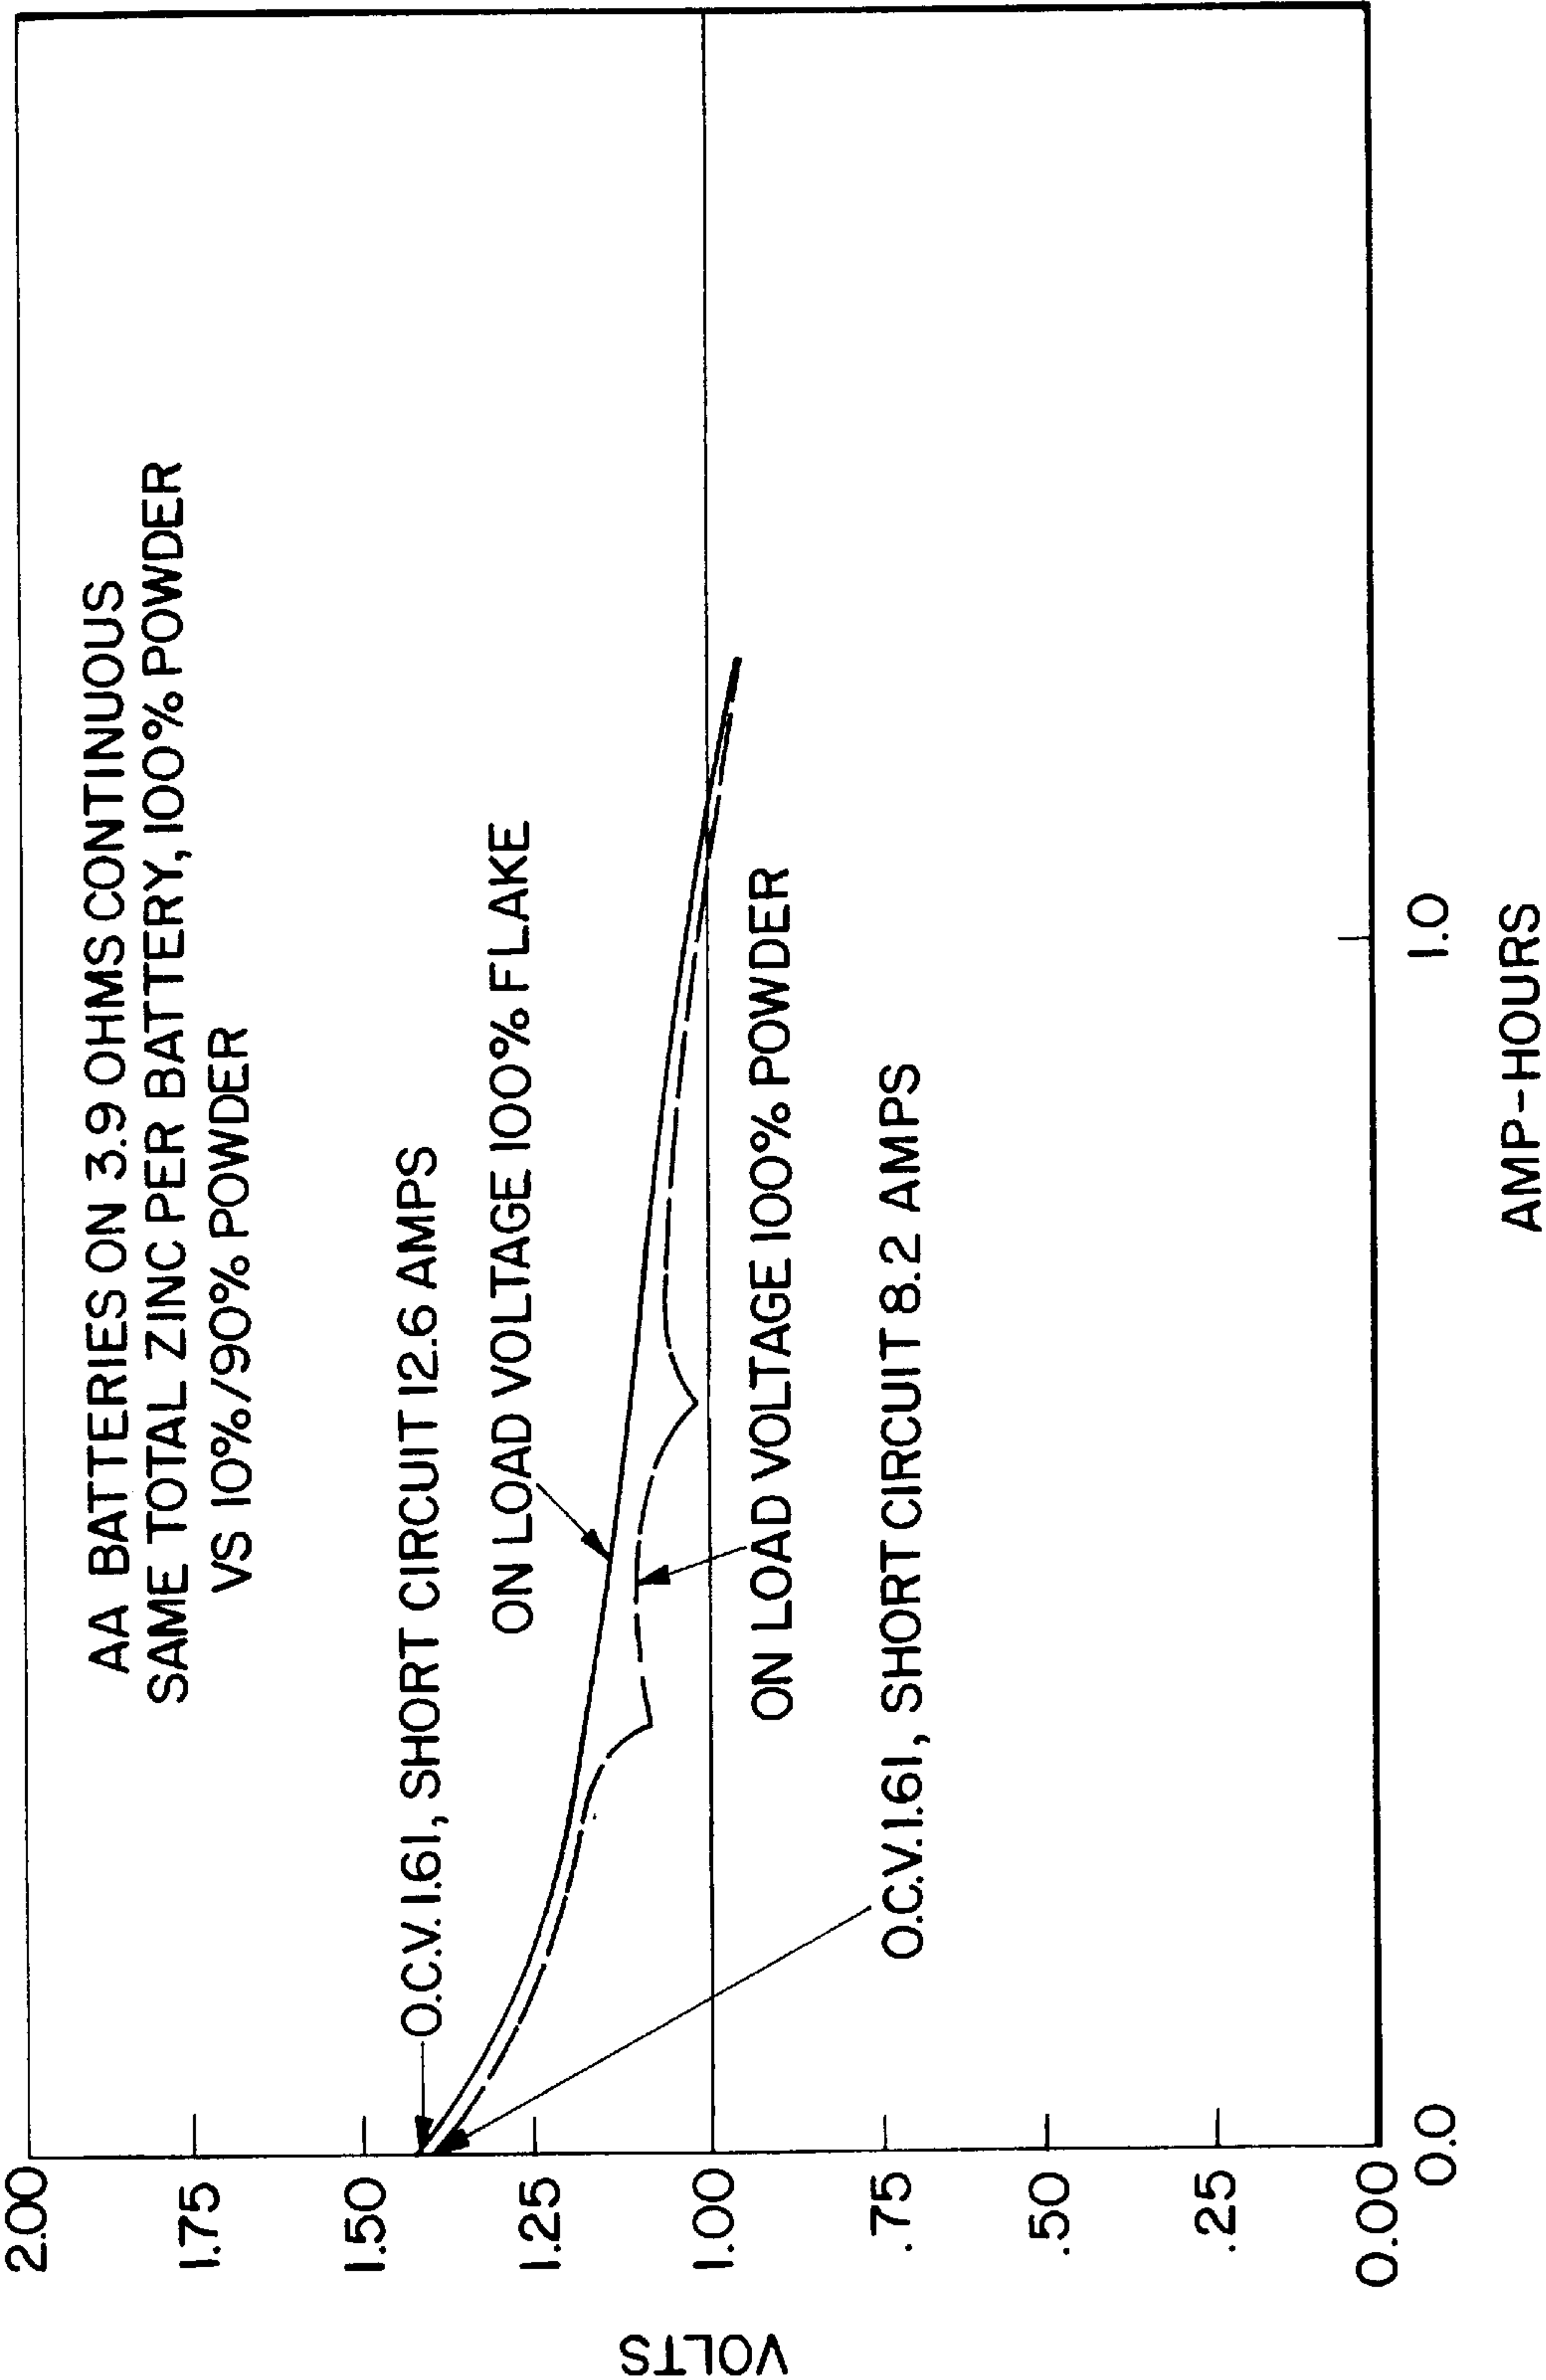 AA BATTERIES ON 3.9 OHMS CONTINUOUS
SAME TOTAL ZINC PER BATTERY, 100% POWDER
VS 10%/90% POWDER
O.C.V. 1.61, SHORT CIRCUIT 12.6 AMPS
ON LOAD VOLTAGE 100% FLAKE
ON LOAD VOLTAGE 100% POWDER
O.C.V. 1.61, SHORT CIRCUIT 8.2 AMPS
VOLTS
2.00
1.75
1.50
1.25
1.00
.75
.50
.25
0.00
0.0
1.0
AMP-HOURS